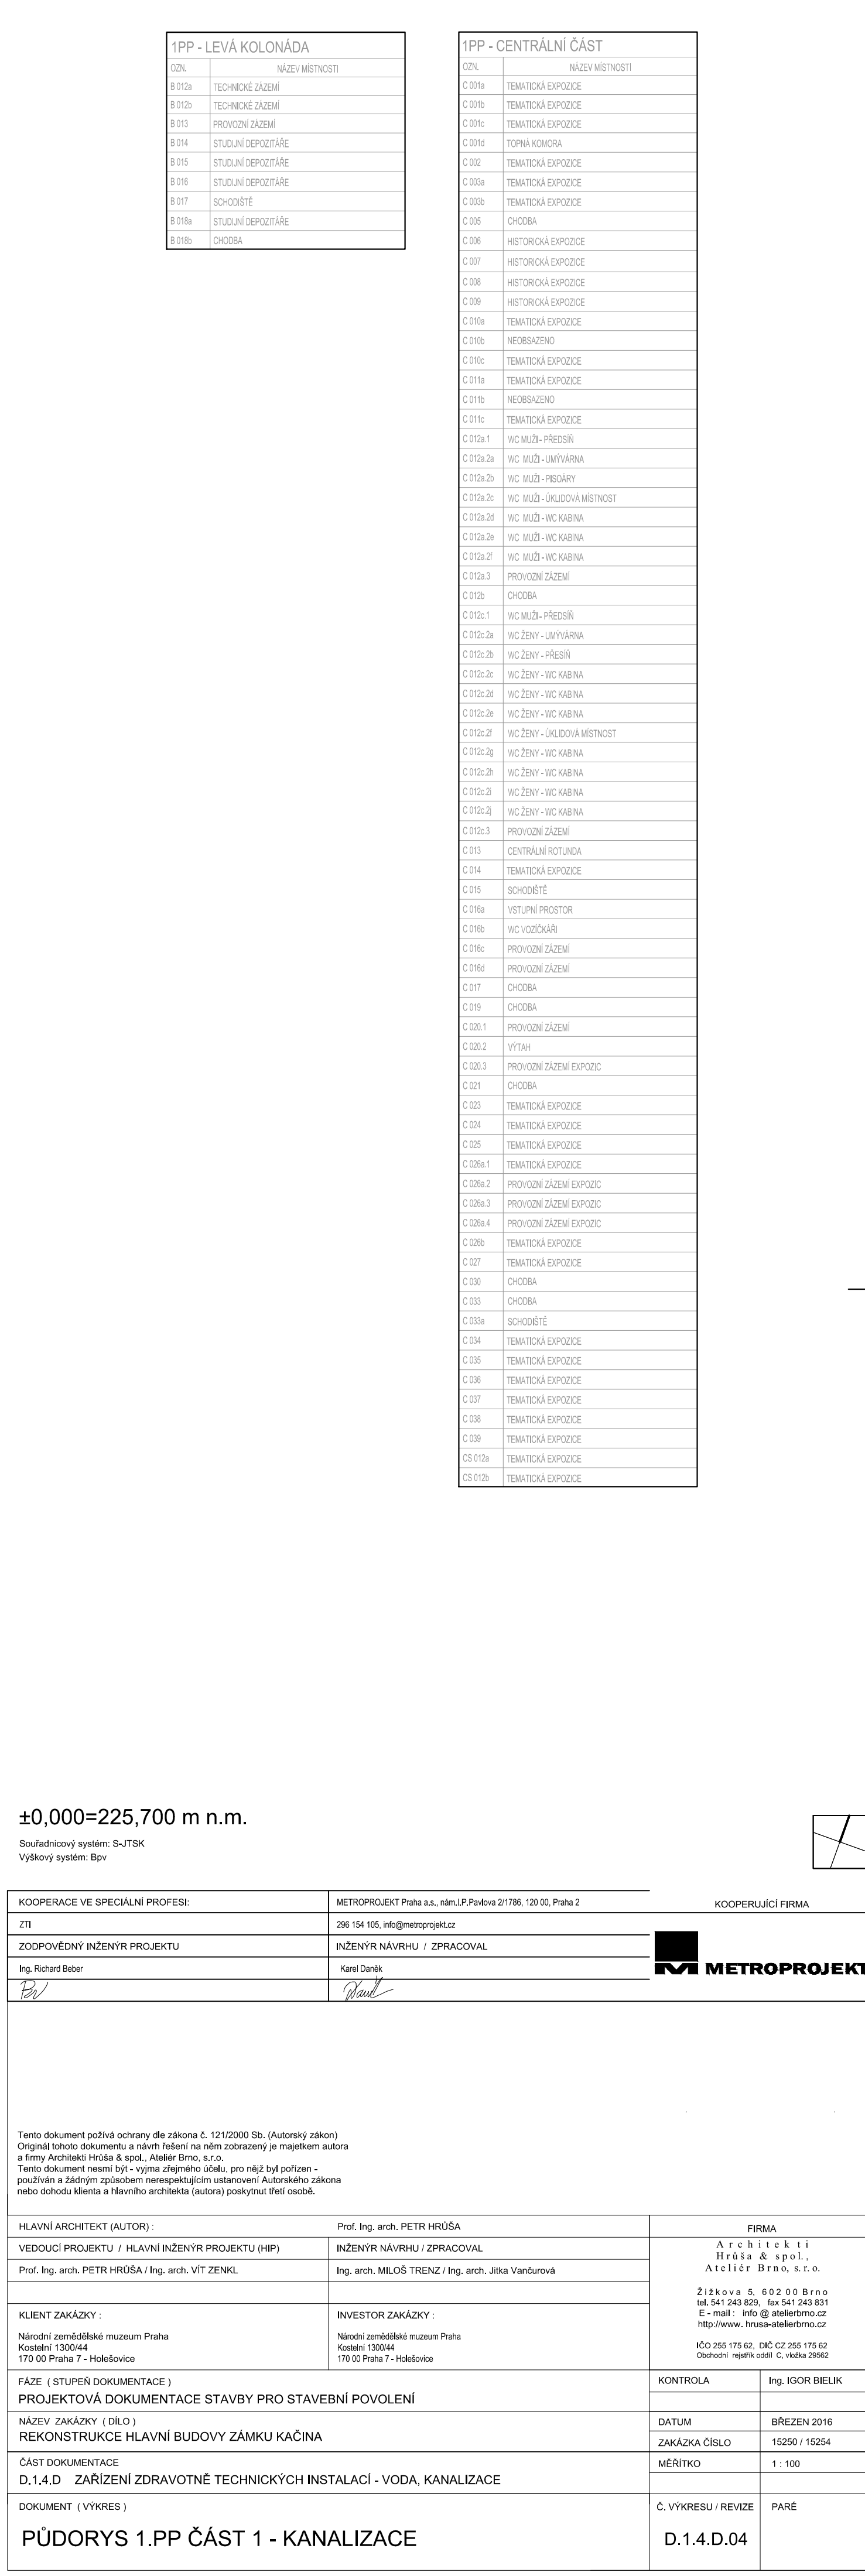 1PP - LEVÁ KOLONÁDA
OZN. NÁZEV MÍSTNOSTI
B 012a TECHNICKÉ ZÁZEMÍ
B 012b TECHNICKÉ ZÁZEMÍ
B 013 PROVOZNÍ ZÁZEMÍ
B 014 STUDIJNÍ DEPOZITÁŘE
B 015 STUDIJNÍ DEPOZITÁŘE
B 016 STUDIJNÍ DEPOZITÁŘE
B 017 SCHODIŠTĚ
B 018a STUDIJNÍ DEPOZITÁŘE
B 018b CHODBA
1PP - CENTRÁLNÍ ČÁST
OZN. NÁZEV MÍSTNOSTI
C 001a TEMATICKÁ EXPOZICE
C 001b TEMATICKÁ EXPOZICE
C 001c TEMATICKÁ EXPOZICE
C 001d TOPNÁ KOMORA
C 002 TEMATICKÁ EXPOZICE
C 003a TEMATICKÁ EXPOZICE
C 003b TEMATICKÁ EXPOZICE
C 005 CHODBA
C 006 HISTORICKÁ EXPOZICE
C 007 HISTORICKÁ EXPOZICE
C 008 HISTORICKÁ EXPOZICE
C 009 HISTORICKÁ EXPOZICE
C 010a TEMATICKÁ EXPOZICE
C 010b NEOBSAZENO
C 010c TEMATICKÁ EXPOZICE
C 011a TEMATICKÁ EXPOZICE
C 011b NEOBSAZENO
C 011c TEMATICKÁ EXPOZICE
C 012a.1 WC MUŽI - PŘEDSÍŇ
C 012a.2a WC MUŽI - UMÝVÁRNA
C 012a.2b WC MUŽI - PISOÁRY
C 012a.2c WC MUŽI - ÚKLIDOVÁ MÍSTNOST
C 012a.2d WC MUŽI - WC KABINA
C 012a.2e WC MUŽI - WC KABINA
C 012a.2f WC MUŽI - WC KABINA
C 012a.3 PROVOZNÍ ZÁZEMÍ
C 012b CHODBA
C 012c.1 WC MUŽI - PŘEDSÍŇ
C 012c.2a WC ŽENY - UMÝVÁRNA
C 012c.2b WC ŽENY - PŘESÍŇ
C 012c.2c WC ŽENY - WC KABINA
C 012c.2d WC ŽENY - WC KABINA
C 012c.2e WC ŽENY - WC KABINA
C 012c.2f WC ŽENY - ÚKLIDOVÁ MÍSTNOST
C 012c.2g WC ŽENY - WC KABINA
C 012c.2h WC ŽENY - WC KABINA
C 012c.2i WC ŽENY - WC KABINA
C 012c.2j WC ŽENY - WC KABINA
C 012c.3 PROVOZNÍ ZÁZEMÍ
C 013 CENTRÁLNÍ ROTUNDA
C 014 TEMATICKÁ EXPOZICE
C 015 SCHODIŠTĚ
C 016a VSTUPNÍ PROSTOR
C 016b WC VOZÍČKÁŘI
C 016c PROVOZNÍ ZÁZEMÍ
C 016d PROVOZNÍ ZÁZEMÍ
C 017 CHODBA
C 019 CHODBA
C 020.1 PROVOZNÍ ZÁZEMÍ
C 020.2 VÝTAH
C 020.3 PROVOZNÍ ZÁZEMÍ EXPOZIC
C 021 CHODBA
C 023 TEMATICKÁ EXPOZICE
C 024 TEMATICKÁ EXPOZICE
C 025 TEMATICKÁ EXPOZICE
C 026a.1 TEMATICKÁ EXPOZICE
C 026a.2 PROVOZNÍ ZÁZEMÍ EXPOZIC
C 026a.3 PROVOZNÍ ZÁZEMÍ EXPOZIC
C 026a.4 PROVOZNÍ ZÁZEMÍ EXPOZIC
C 026b TEMATICKÁ EXPOZICE
C 027 TEMATICKÁ EXPOZICE
C 030 CHODBA
C 033 CHODBA
C 033a SCHODIŠTĚ
C 034 TEMATICKÁ EXPOZICE
C 035 TEMATICKÁ EXPOZICE
C 036 TEMATICKÁ EXPOZICE
C 037 TEMATICKÁ EXPOZICE
C 038 TEMATICKÁ EXPOZICE
C 039 TEMATICKÁ EXPOZICE
CS 012a TEMATICKÁ EXPOZICE
CS 012b TEMATICKÁ EXPOZICE
±0,000=225,700 m n.m.
Souřadnicový systém: S-JTSK
Výškový systém: Bpv
KOOPERACE VE SPECIÁLNÍ PROFESI: METROPROJEKT Praha a.s., nám.I.P.Pavlova 2/1786, 120 00, Praha 2
KOOPERUJÍCÍ FIRMA
ZTI 296 154 105, info@metroprojekt.cz
ZODPOVĚDNÝ INŽENÝR PROJEKTU INŽENÝR NÁVRHU / ZPRACOVAL
METROPROJEKT
Ing. Richard Beber Karel Daněk
Tento dokument požívá ochrany dle zákona č. 121/2000 Sb. (Autorský zákon)
Originál tohoto dokumentu a návrh řešení na něm zobrazený je majetkem autora
a firmy Architekti Hrůša & spol., Ateliér Brno, s.r.o.
Tento dokument nesmí být - vyjma zřejmého účelu, pro nějž byl pořízen -
používán a žádným způsobem nerespektujícím ustanovení Autorského zákona
nebo dohodu klienta a hlavního architekta (autora) poskytnut třetí osobě.
HLAVNÍ ARCHITEKT (AUTOR) : Prof. Ing. arch. PETR HRŮŠA
VEDOUCÍ PROJEKTU / HLAVNÍ INŽENÝR PROJEKTU (HIP) INŽENÝR NÁVRHU / ZPRACOVAL
Prof. Ing. arch. PETR HRŮŠA / Ing. arch. VÍT ZENKL Ing. arch. MILOŠ TRENZ / Ing. arch. Jitka Vančurová
FIRMA
Architekti
Hrůša & spol.,
Ateliér Brno, s.r.o.
Žižkova 5, 602 00 Brno
tel. 541 243 829, fax 541 243 831
E - mail : info @ atelierbrno.cz
http://www. hrusa-atelierbrno.cz
IČO 255 175 62, DIČ CZ 255 175 62
Obchodní rejstřík oddíl C, vložka 29562
KLIENT ZAKÁZKY : INVESTOR ZAKÁZKY :
Národní zemědělské muzeum Praha Národní zemědělské muzeum Praha
Kostelní 1300/44 Kostelní 1300/44
170 00 Praha 7 - Holešovice 170 00 Praha 7 - Holešovice
FÁZE ( STUPEŇ DOKUMENTACE )
PROJEKTOVÁ DOKUMENTACE STAVBY PRO STAVEBNÍ POVOLENÍ
KONTROLA Ing. IGOR BIELIK
NÁZEV ZAKÁZKY ( DÍLO )
REKONSTRUKCE HLAVNÍ BUDOVY ZÁMKU KAČINA
DATUM BŘEZEN 2016
ZAKÁZKA ČÍSLO 15250 / 15254
ČÁST DOKUMENTACE
D.1.4.D ZAŘÍZENÍ ZDRAVOTNĚ TECHNICKÝCH INSTALACÍ - VODA, KANALIZACE
MĚŘÍTKO 1 : 100
DOKUMENT ( VÝKRES )
PŮDORYS 1.PP ČÁST 1 - KANALIZACE
Č. VÝKRESU / REVIZE PARÉ
D.1.4.D.04